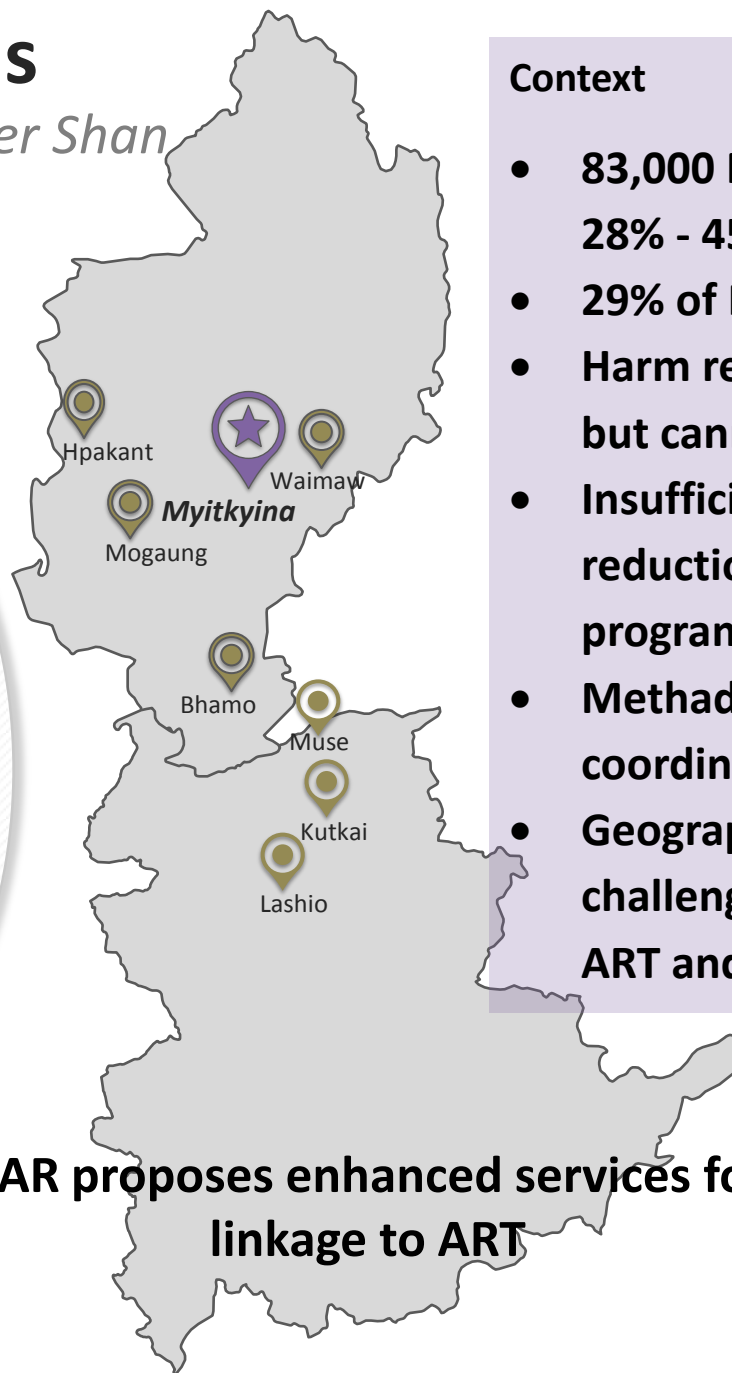 s
er Shan
Context
• 83,000
28% - 45
• 29% of
• Harm re
but can
• Insuffici
reductio
program
• Methad
coordin
• Geograp
challeng
ART and
Hpakant
Waimaw
Myitkyina
Mogaung
Bhamo
Muse
Kutkai
Lashio
AR proposes enhanced services fo
linkage to ART